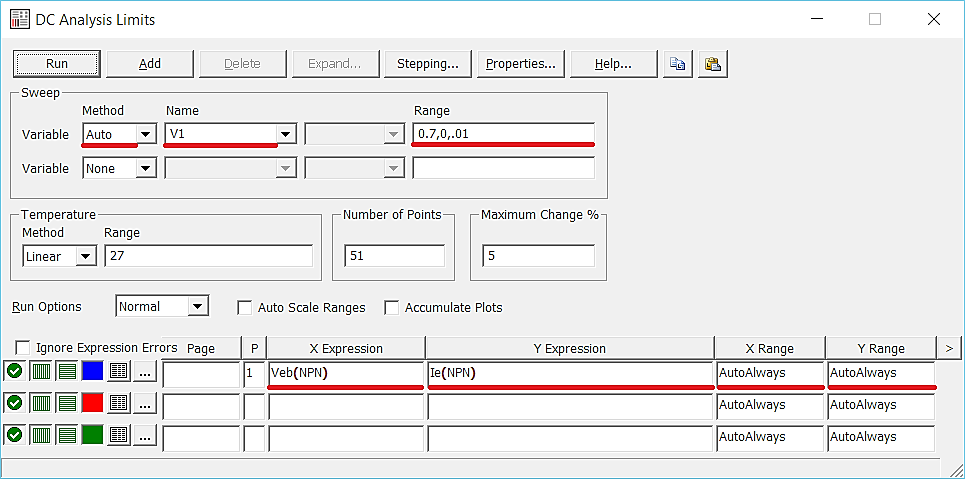 DC Analysis Limits
Run Add Delete Expand... Stepping... Properties... Help...
Sweep
Method Name Range
Variable Auto V1 0.7,0,.01
Variable None
Temperature Number of Points Maximum Change %
Method Range
Linear 27 51 5
Run Options Normal Auto Scale Ranges Accumulate Plots
Ignore Expression Errors Page P X Expression Y Expression X Range Y Range >
... 1 Veb(NPN) Ie(NPN) AutoAlways AutoAlways
... AutoAlways AutoAlways
... AutoAlways AutoAlways